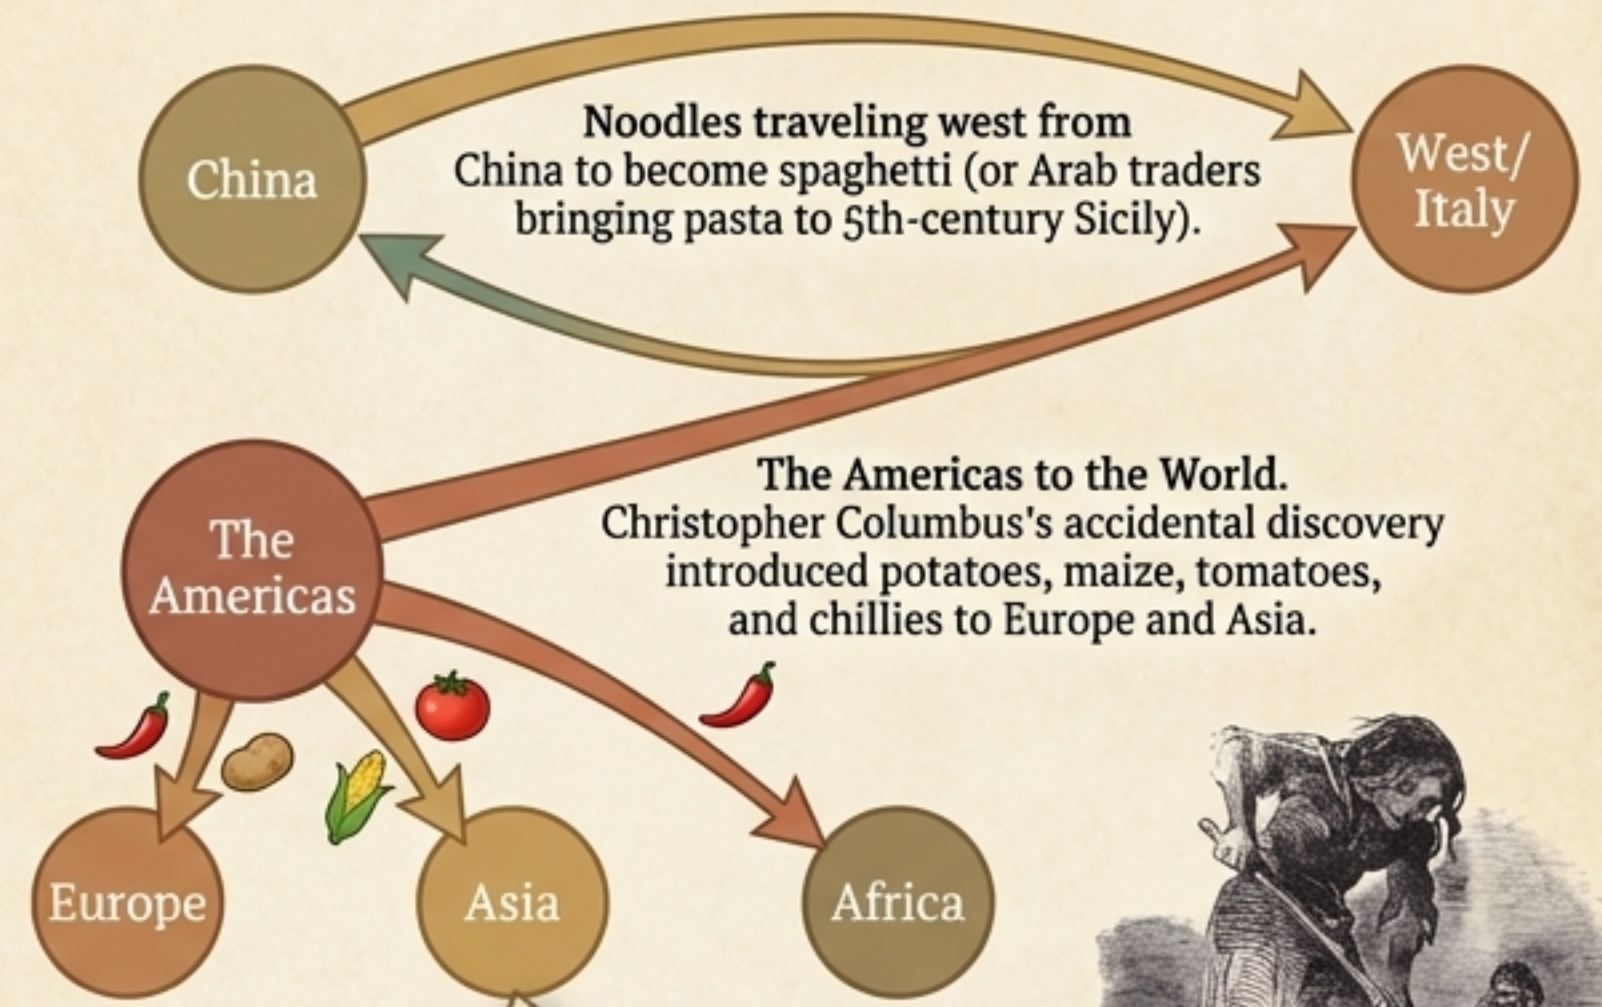 China
Noodles traveling west from
China to become spaghetti (or Arab traders
bringing pasta to 5th-century Sicily).
West/
Italy
The
Americas
The Americas to the World.
Christopher Columbus's accidental discovery
introduced potatoes, maize, tomatoes,
and chillies to Europe and Asia.
Europe
Asia
Africa